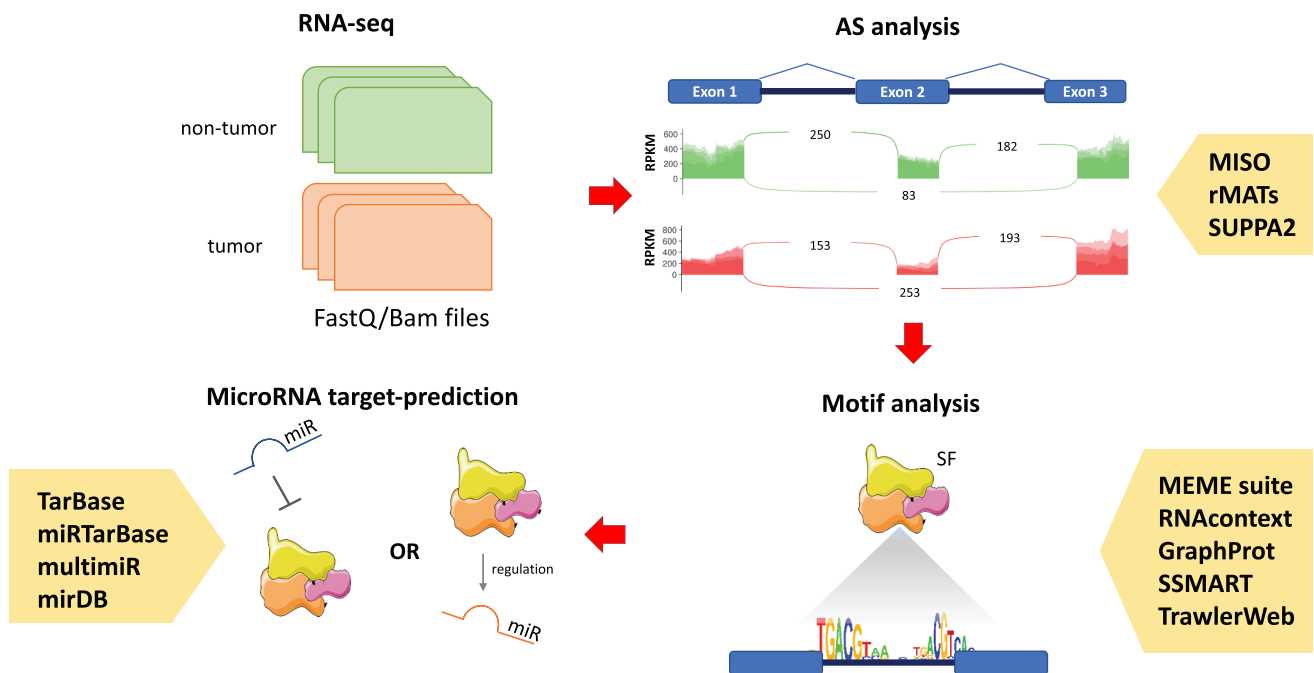 RNA-seq
non-tumor
tumor
FastQ/Bam files
AS analysis
Exon 1
Exon 2
Exon 3
RPKM
600
400
200
0
250
182
83
RPKM
800
600
400
200
0
153
193
253
MISO
rMATs
SUPPA2
Motif analysis
SF
TGACGTAA
TGACGTCA
MEME suite
RNAcontext
GraphProt
SSMART
TrawlerWeb
MicroRNA target-prediction
miR
OR
regulation
miR
TarBase
miRTarBase
multimiR
mirDB